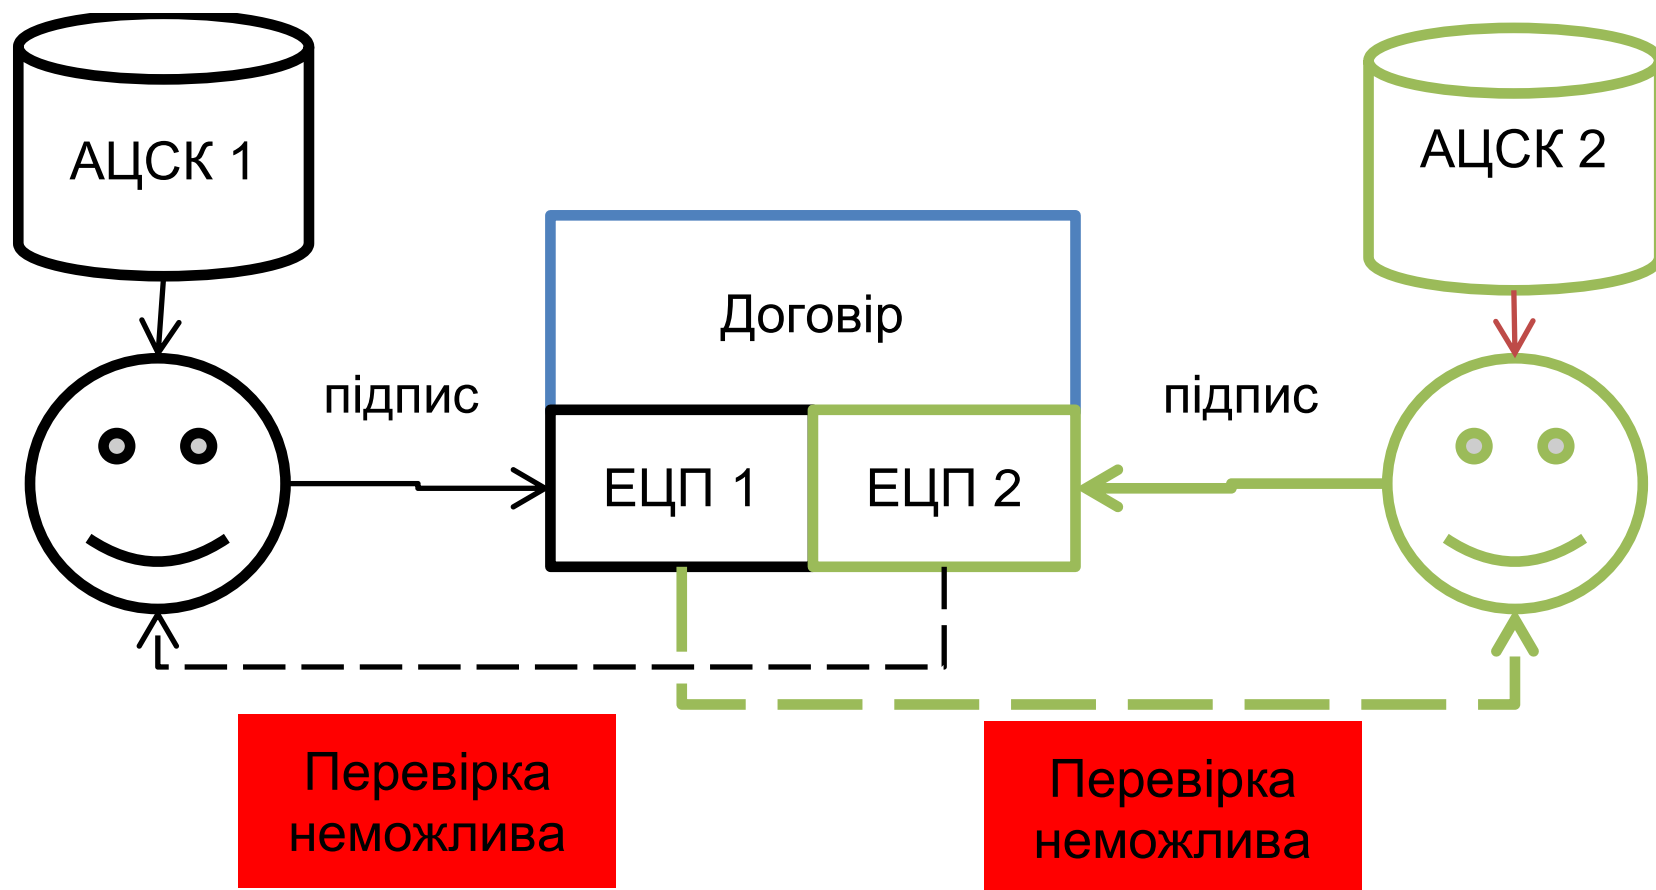 АЦСК 1
АЦСК 2
Договір
підпис
підпис
ЕЦП 1
ЕЦП 2
Перевірка
неможлива
Перевірка
неможлива